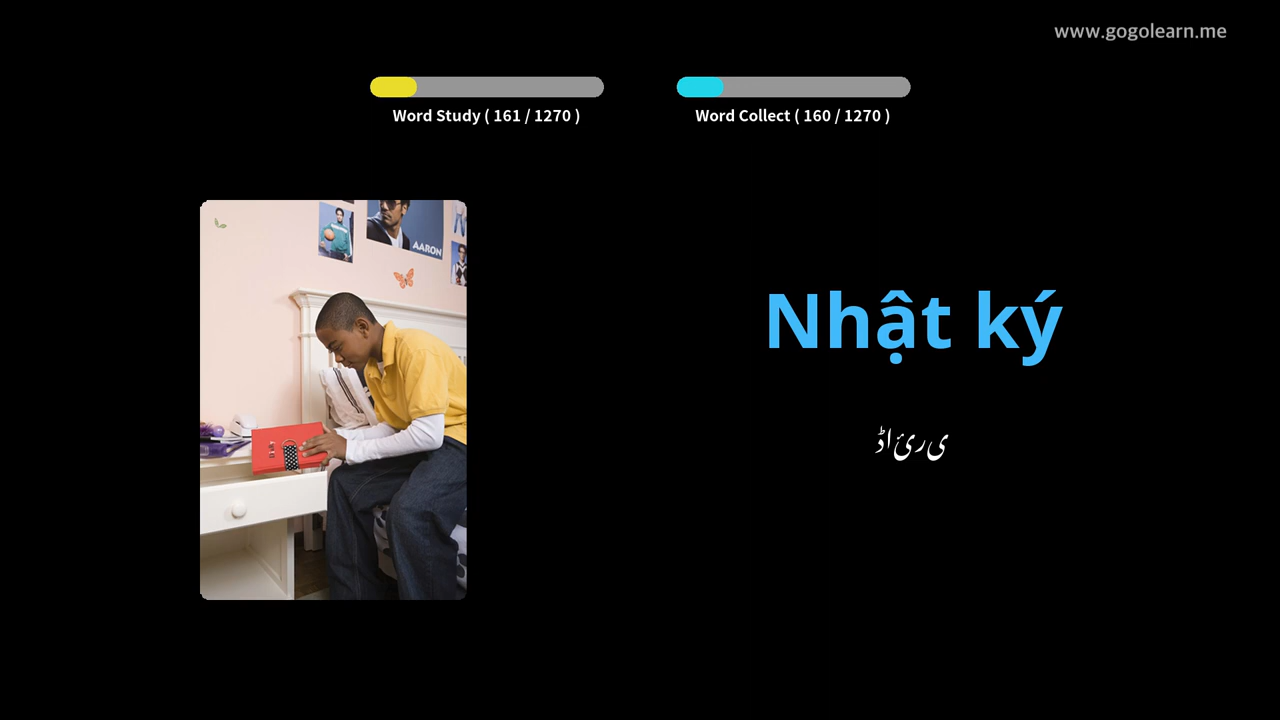 www.gogolearn.me
Word Study ( 161 / 1270 )
Word Collect ( 160 / 1270 )
AARON
Nhật ký
ڈائری